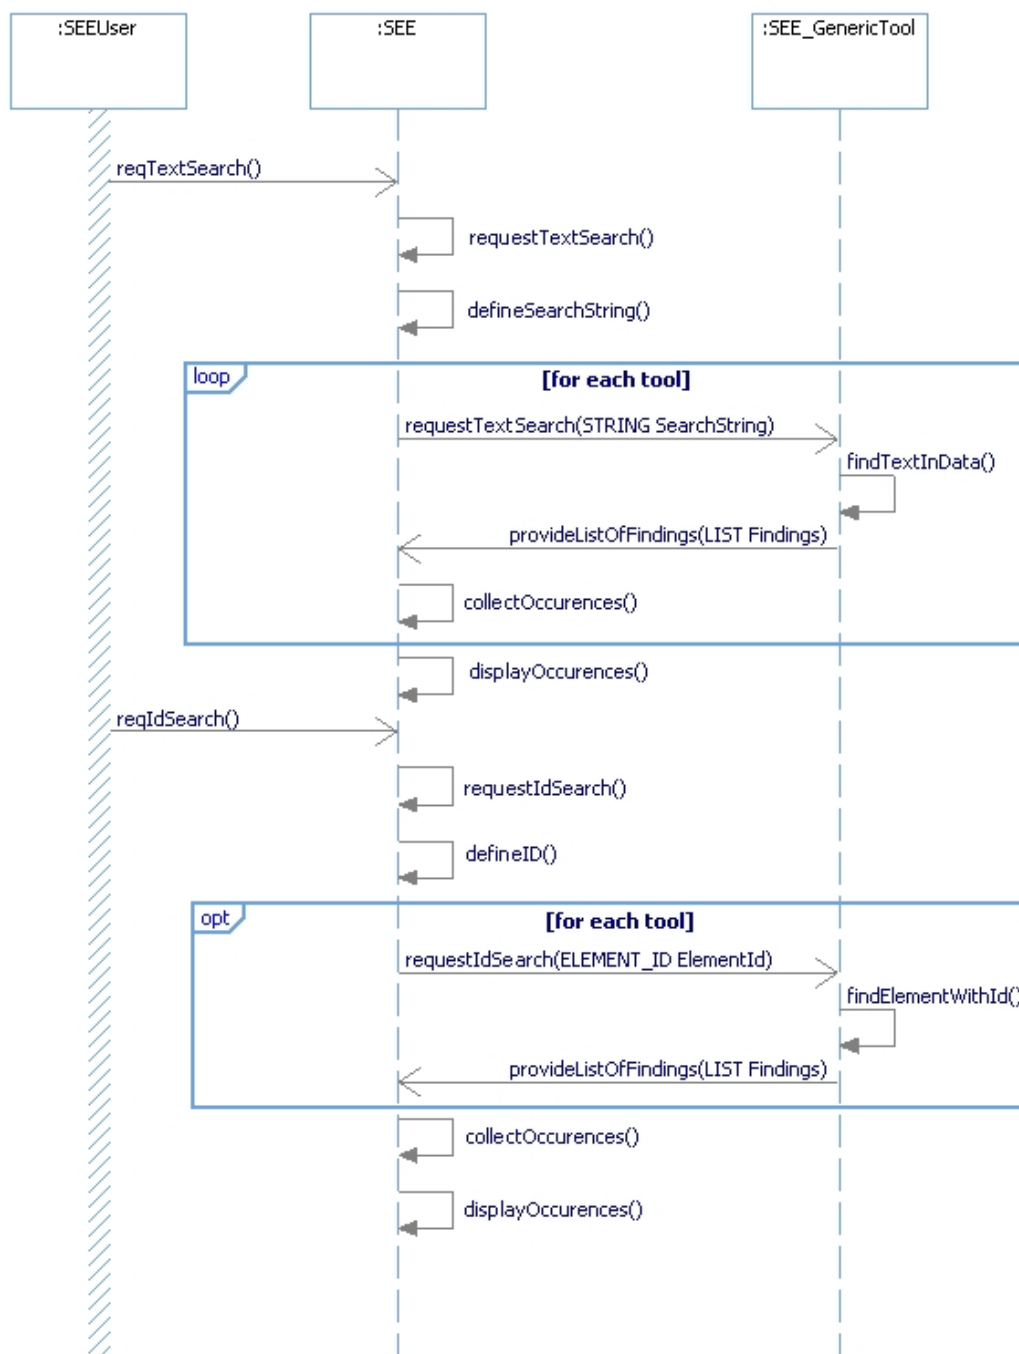 :SEEUser
:SEE
:SEE_GenericTool
reqTextSearch()
requestTextSearch()
defineSearchString()
loop
[for each tool]
requestTextSearch(STRING SearchString)
findTextInData()
provideListOfFindings(LIST Findings)
collectOccurences()
displayOccurences()
reqIdSearch()
requestIdSearch()
defineID()
opt
[for each tool]
requestIdSearch(ELEMENT_ID ElementId)
findElementWithId()
provideListOfFindings(LIST Findings)
collectOccurences()
displayOccurences()